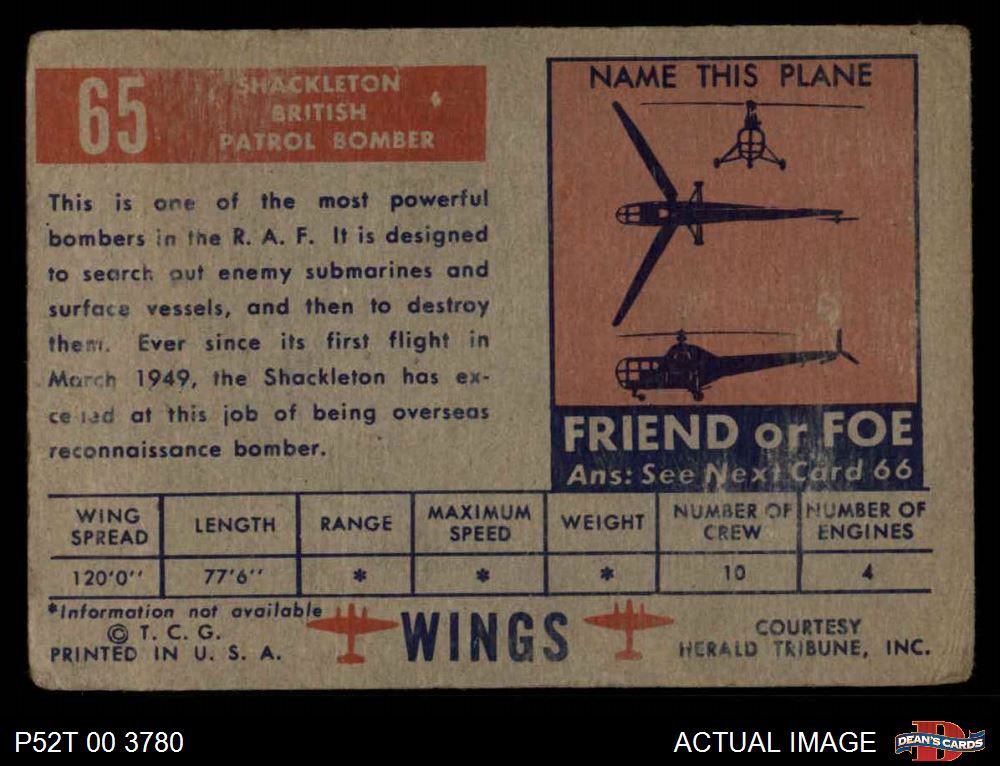 65
SHACKLETON
BRITISH
PATROL BOMBER
This is one of the most powerful
bombers in the R. A. F. It is designed
to search out enemy submarines and
surface vessels, and then to destroy
them. Ever since its first flight in
March 1949, the Shackleton has ex-
celled at this job of being overseas
reconnaissance bomber.
NAME THIS PLANE
FRIEND or FOE
Ans: See Next Card 66
WING SPREAD LENGTH RANGE MAXIMUM SPEED WEIGHT NUMBER OF CREW NUMBER OF ENGINES
120'0'' 77'6'' * * * 10 4
*Information not available
© T. C. G.
PRINTED IN U. S. A.
WINGS
COURTESY
HERALD TRIBUNE, INC.
P52T 00 3780
ACTUAL IMAGE
DEAN'S CARDS